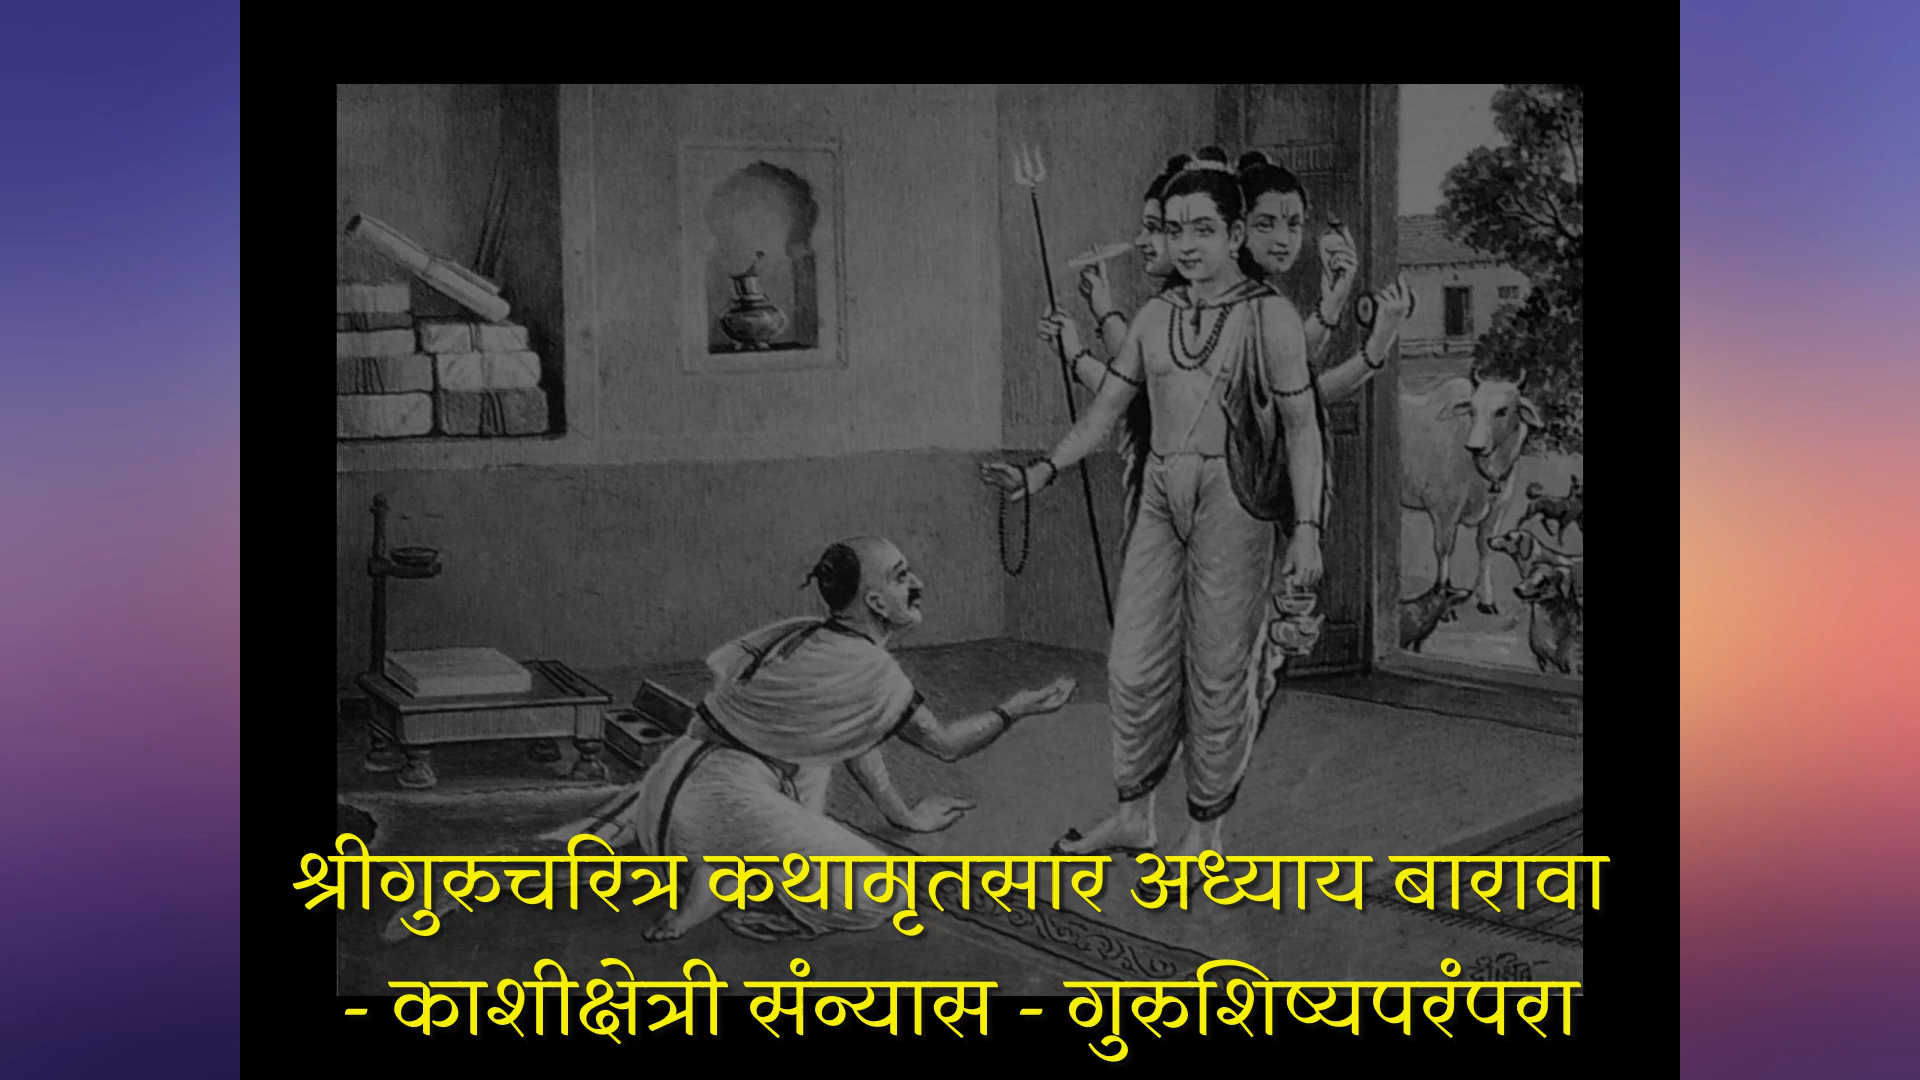 श्रीगुरुचरित्र कथामृतसार अध्याय बारावा
- काशीक्षेत्री संन्यास - गुरुशिष्यपरंपरा
दीक्षित